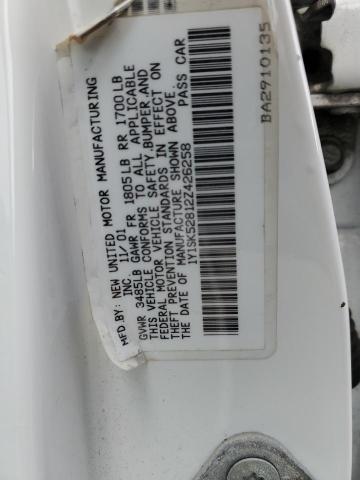 MFD.BY: NEW UNITED MOTOR MANUFACTURING
INC. 11/01
GVWR 3485LB GAWR FR 1805LB RR 1700LB
THIS VEHICLE CONFORMS TO ALL APPLICABLE
FEDERAL MOTOR VEHICLE SAFETY,BUMPER,AND
THEFT PREVENTION STANDARDS IN EFFECT ON
THE DATE OF MANUFACTURE SHOWN ABOVE.
1Y1SK52812Z426258 PASS CAR
BA2910135